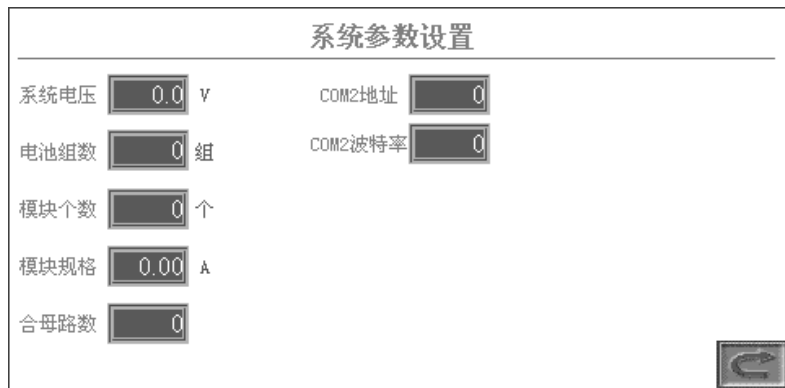 系统参数设置
系统电压 0.0 V COM2地址 0
电池组数 0 组 COM2波特率 0
模块个数 0 个
模块规格 0.00 A
合母路数 0